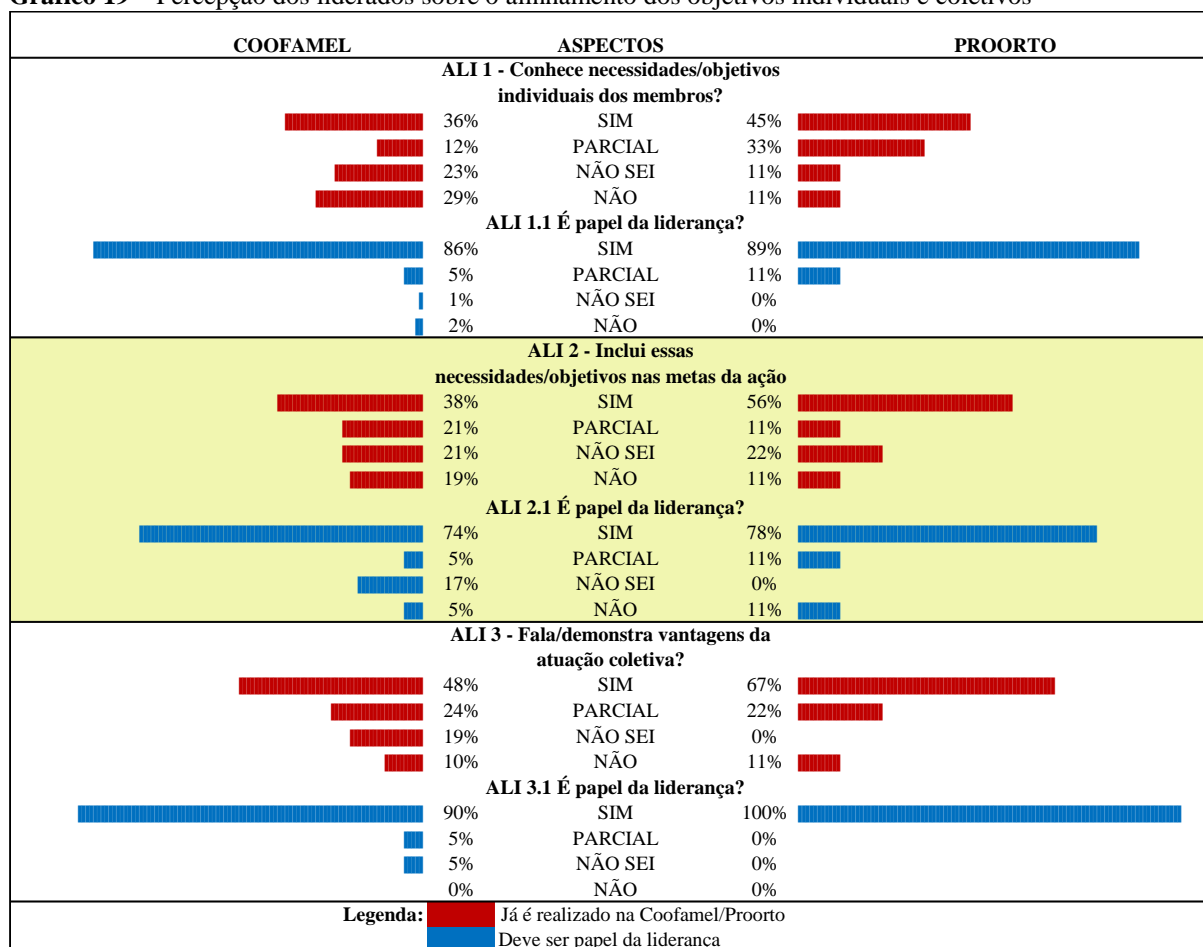 Gráfico 19 – Percepção dos liderados sobre o alinhamento dos objetivos individuais e coletivos
COOFAMEL ASPECTOS PROORTO
ALI 1 - Conhece necessidades/objetivos
individuais dos membros?
36% SIM 45%
12% PARCIAL 33%
23% NÃO SEI 11%
29% NÃO 11%
ALI 1.1 É papel da liderança?
86% SIM 89%
5% PARCIAL 11%
1% NÃO SEI 0%
2% NÃO 0%
ALI 2 - Inclui essas
necessidades/objetivos nas metas da ação
38% SIM 56%
21% PARCIAL 11%
21% NÃO SEI 22%
19% NÃO 11%
ALI 2.1 É papel da liderança?
74% SIM 78%
5% PARCIAL 11%
17% NÃO SEI 0%
5% NÃO 11%
ALI 3 - Fala/demonstra vantagens da
atuação coletiva?
48% SIM 67%
24% PARCIAL 22%
19% NÃO SEI 0%
10% NÃO 11%
ALI 3.1 É papel da liderança?
90% SIM 100%
5% PARCIAL 0%
5% NÃO SEI 0%
0% NÃO 0%
Legenda: Já é realizado na Coofamel/Proorto
Deve ser papel da liderança